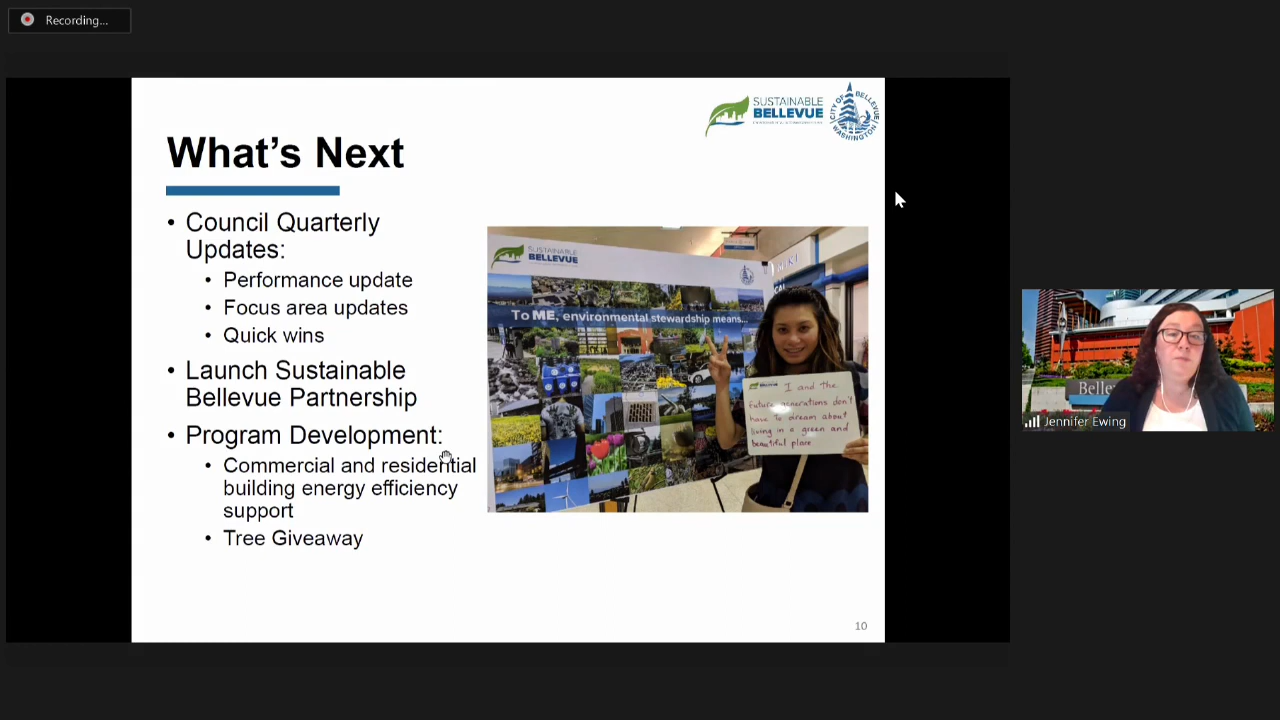 Recording...
SUSTAINABLE
BELLEVUE
CITY OF BELLEVUE
WASHINGTON
What's Next
• Council Quarterly
Updates:
• Performance update
• Focus area updates
• Quick wins
• Launch Sustainable
Bellevue Partnership
• Program Development:
• Commercial and residential
building energy efficiency
support
• Tree Giveaway
SUSTAINABLE
BELLEVUE
To ME, environmental stewardship means...
I and the
future generations don't
have to dream about
living in a green and
beautiful place
10
Jennifer Ewing